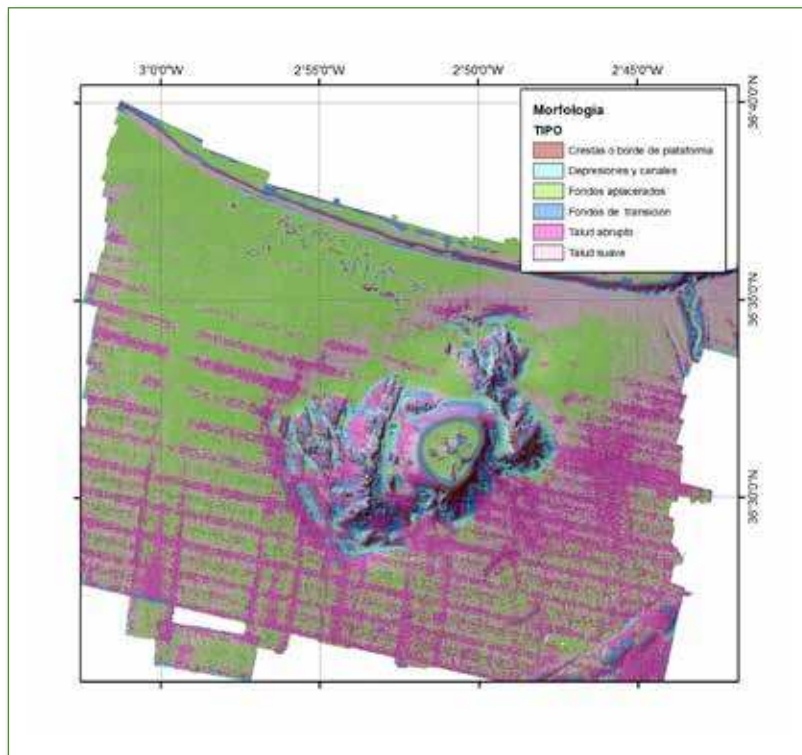 3°0'0"W
2°55'0"W
2°50'0"W
2°45'0"W
36°40'0"N
36°35'0"N
36°30'0"N
Morfología
TIPO
Crestas o borde de plataforma
Depresiones y canales
Fondos aplacerados
Fondos de transición
Talud abrupto
Talud suave